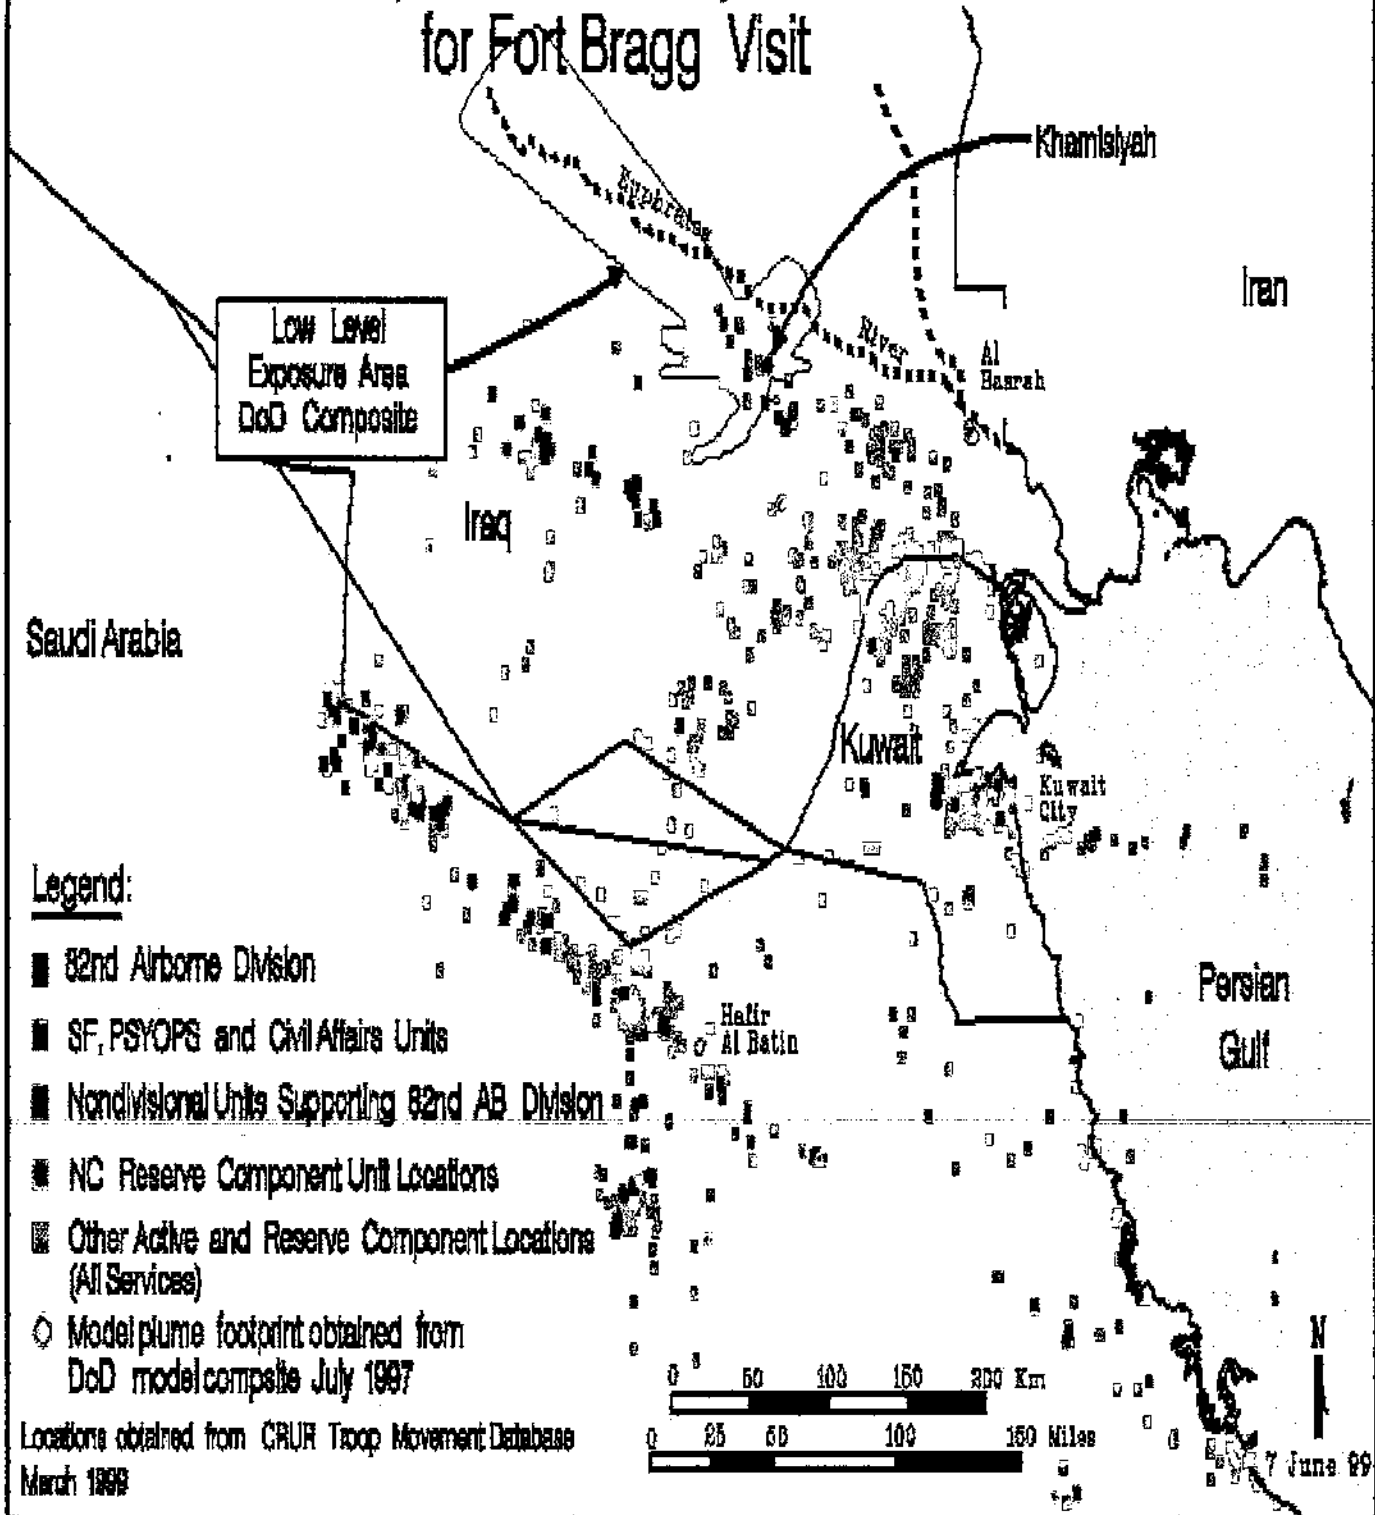 for Fort Bragg Visit
Khamisiyah
Euphrates
Iran
Low Level
Exposure Area
DoD Composite
River
Al
Basrah
Iraq
Saudi Arabia
Kuwait
Kuwait
City
Legend:
82nd Airborne Division
Persian
Gulf
SF, PSYOPS and Civil Affairs Units
Hafir
Al Batin
Nondivisional Units Supporting 82nd AB Division
NC Reserve Component Unit Locations
Other Active and Reserve Component Locations
(All Services)
Model plume footprint obtained from
DoD model compsite July 1997
N
0 50 100 150 200 Km
Locations obtained from CRUR Troop Movement Database
March 1999
0 25 50 100 150 Miles
7 June 99